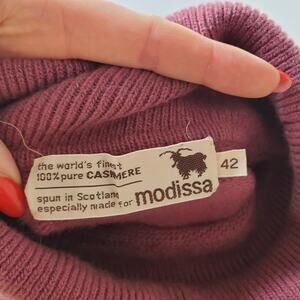 the world's finest
100% pure CASHMERE
spun in Scotland
especially made for modissa
42